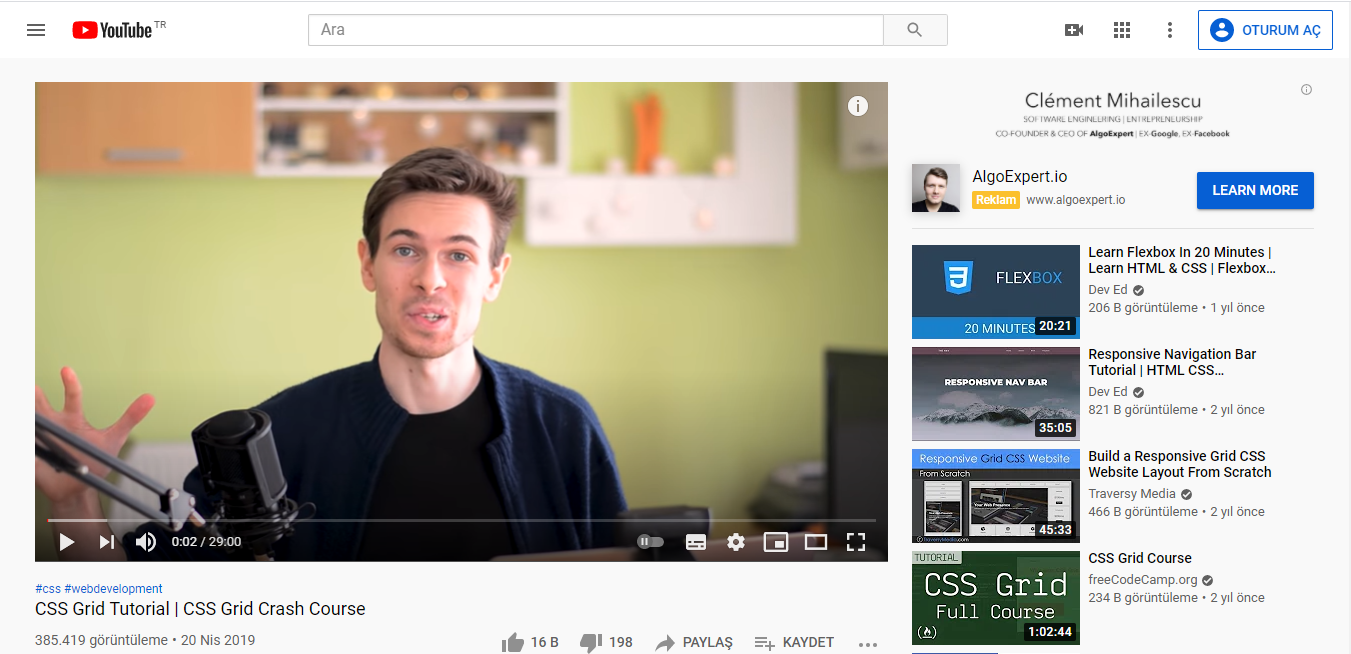 YouTube TR
Ara
OTURUM AÇ
0:02 / 29:00
#css #webdevelopment
CSS Grid Tutorial | CSS Grid Crash Course
385.419 görüntüleme • 20 Nis 2019
16 B
198
PAYLAŞ
KAYDET
Clément Mihailescu
SOFTWARE ENGINEERING | ENTREPRENEURSHIP
CO-FOUNDER & CEO OF AlgoExpert | EX-Google, EX-Facebook
AlgoExpert.io
Reklam www.algoexpert.io
LEARN MORE
FLEXBOX
20 MINUTES
20:21
Learn Flexbox In 20 Minutes |
Learn HTML & CSS | Flexbox...
Dev Ed
206 B görüntüleme • 1 yıl önce
RESPONSIVE NAV BAR
35:05
Responsive Navigation Bar
Tutorial | HTML CSS...
Dev Ed
821 B görüntüleme • 2 yıl önce
Responsive Grid CSS Website
From Scratch
Your Web Presence
traversymedia.com
45:33
Build a Responsive Grid CSS
Website Layout From Scratch
Traversy Media
466 B görüntüleme • 2 yıl önce
TUTORIAL
CSS Grid
Full Course
1:02:44
CSS Grid Course
freeCodeCamp.org
234 B görüntüleme • 2 yıl önce